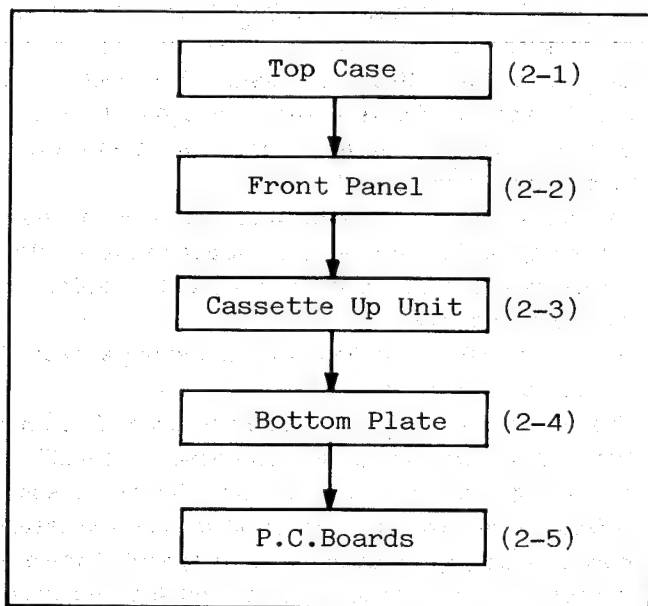 Top Case (2-1)
Front Panel (2-2)
Cassette Up Unit (2-3)
Bottom Plate (2-4)
P.C.Boards (2-5)